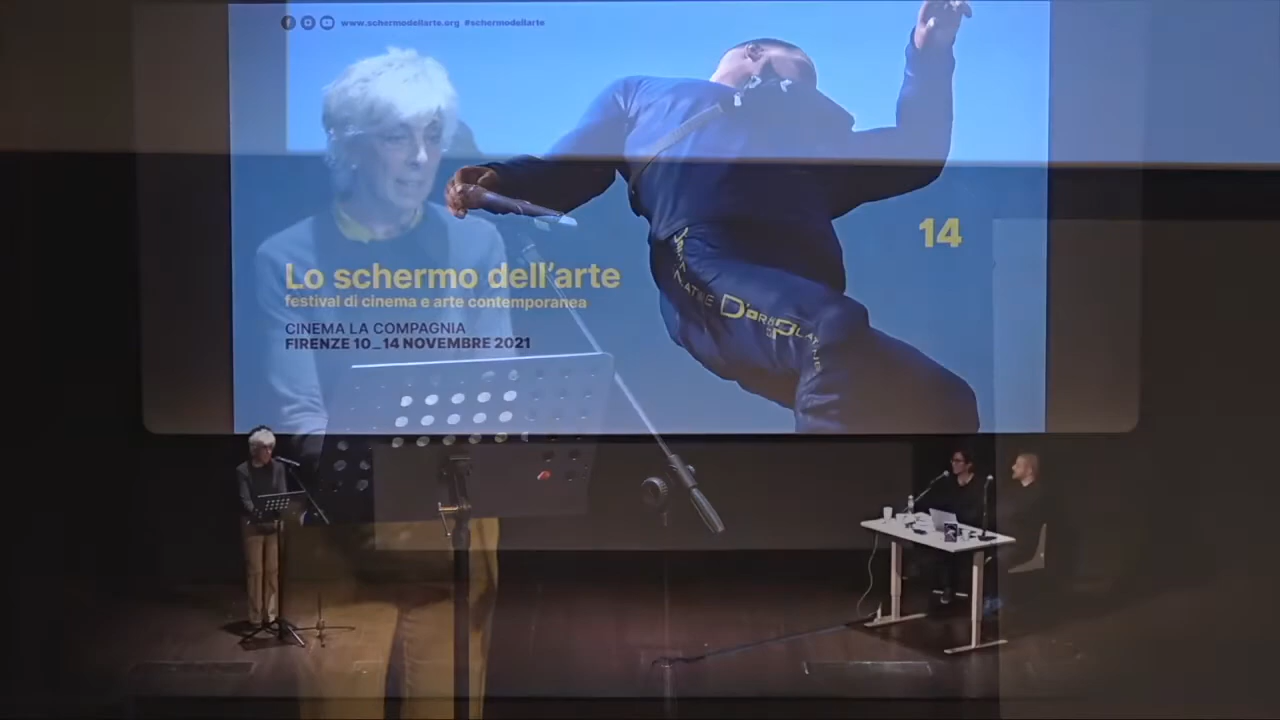 www.schermodellarte.org #schermodellarte
14
Lo schermo dell'arte
festival di cinema e arte contemporanea
CINEMA LA COMPAGNIA
FIRENZE 10_14 NOVEMBRE 2021